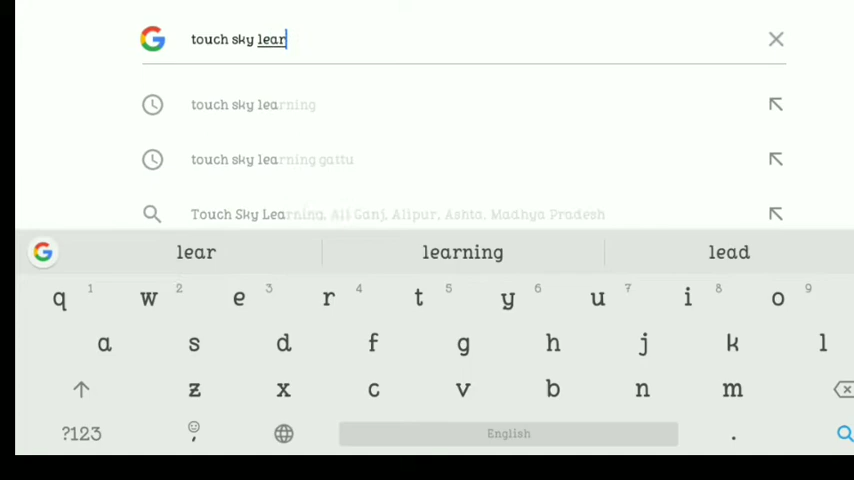 touch sky lear
touch sky learning
touch sky learning gattu
Touch Sky Learning, Ali Ganj, Alipur, Ashta, Madhya Pradesh
lear learning lead
q 1 w 2 e 3 r 4 t 5 y 6 u 7 i 8 o 9
a s d f g h j k l
z x c v b n m
?123 , English .